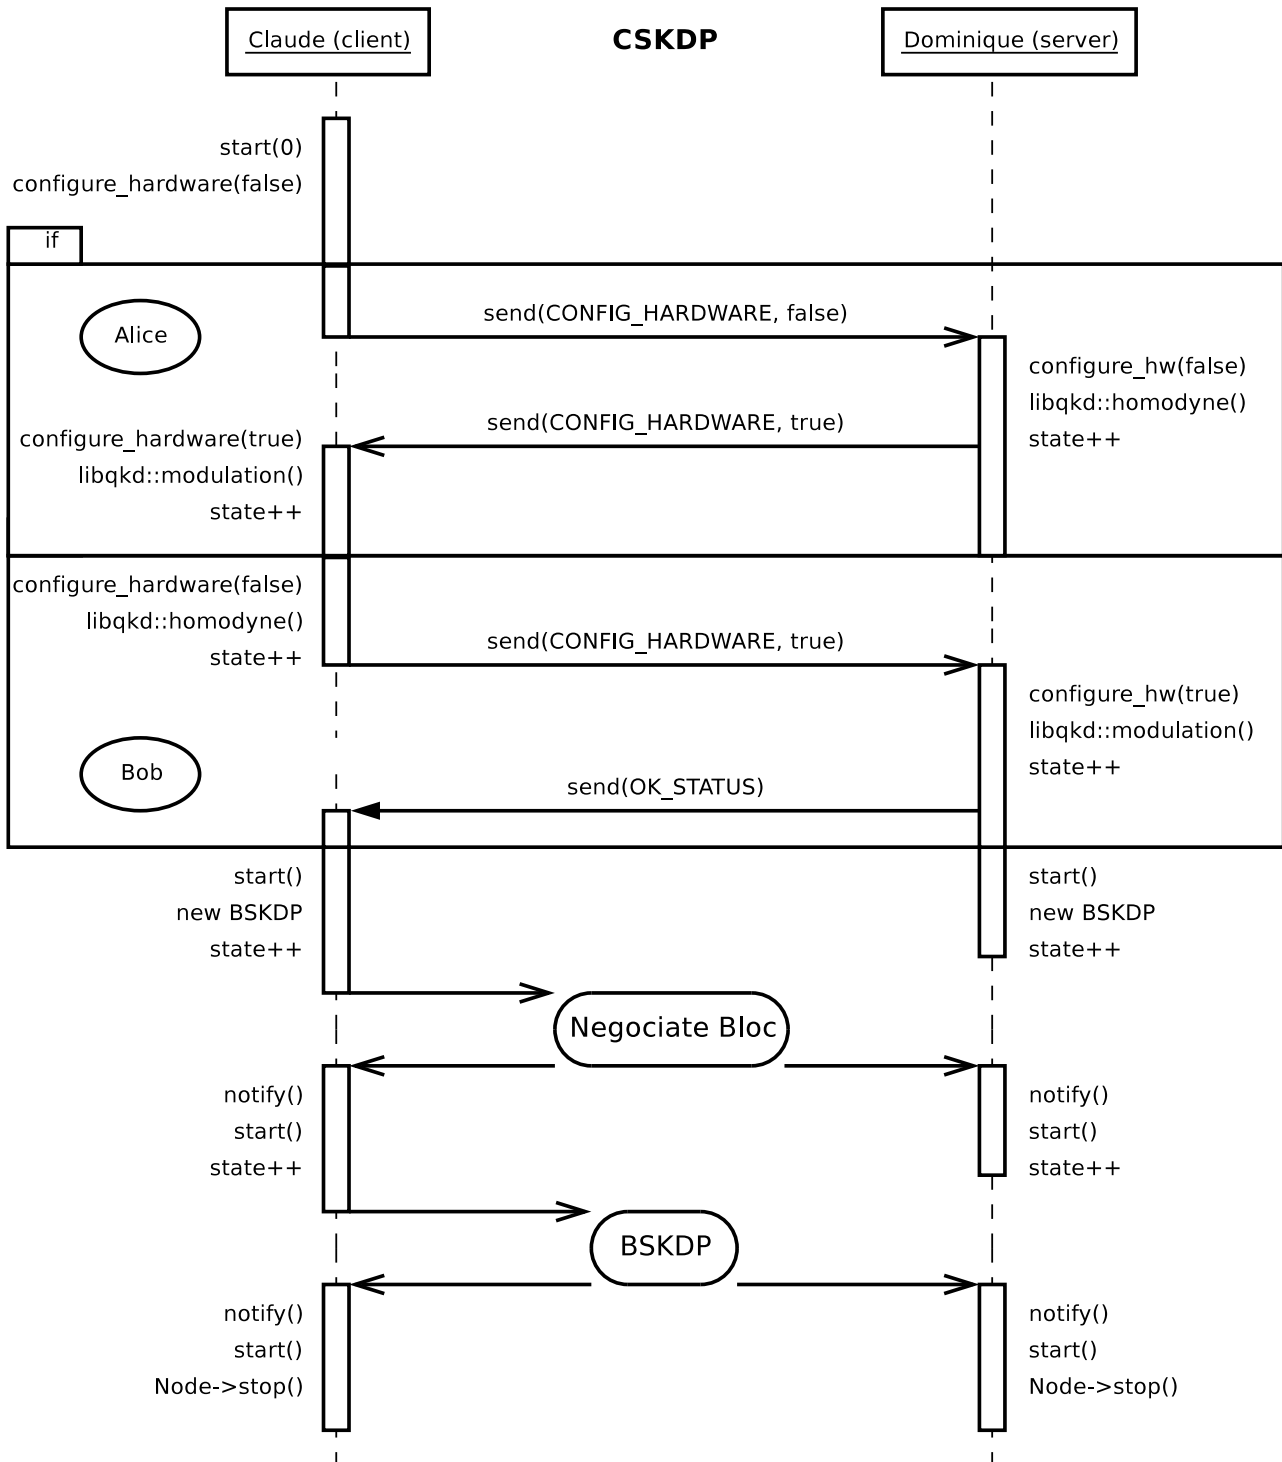 Claude (client)
CSKDP
Dominique (server)
start(0)
configure_hardware(false)
if
send(CONFIG_HARDWARE, false)
Alice
configure_hw(false)
libqkd::homodyne()
state++
send(CONFIG_HARDWARE, true)
configure_hardware(true)
libqkd::modulation()
state++
configure_hardware(false)
libqkd::homodyne()
state++
send(CONFIG_HARDWARE, true)
configure_hw(true)
libqkd::modulation()
state++
Bob
send(OK_STATUS)
start()
new BSKDP
state++
start()
new BSKDP
state++
Negociate Bloc
notify()
start()
state++
notify()
start()
state++
BSKDP
notify()
start()
Node->stop()
notify()
start()
Node->stop()